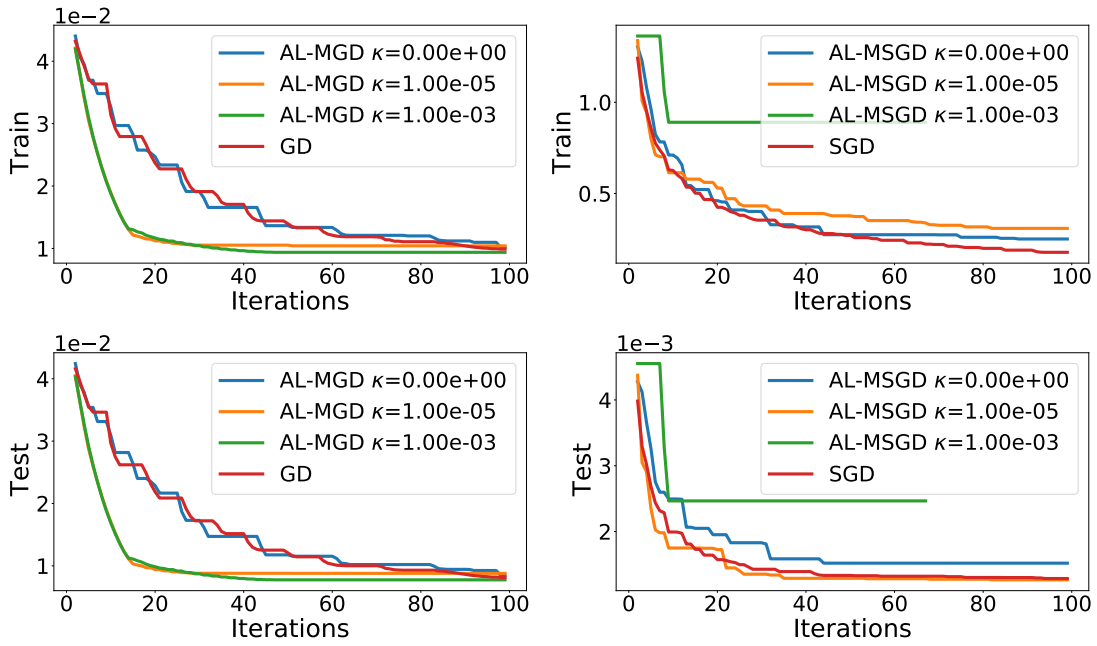 1e−2
4
3
2
1
Train
AL-MGD κ=0.00e+00
AL-MGD κ=1.00e-05
AL-MGD κ=1.00e-03
GD
0 20 40 60 80 100
Iterations
1.0
0.5
Train
AL-MSGD κ=0.00e+00
AL-MSGD κ=1.00e-05
AL-MSGD κ=1.00e-03
SGD
0 20 40 60 80 100
Iterations
1e−2
4
3
2
1
Test
AL-MGD κ=0.00e+00
AL-MGD κ=1.00e-05
AL-MGD κ=1.00e-03
GD
0 20 40 60 80 100
Iterations
1e−3
4
3
2
1
Test
AL-MSGD κ=0.00e+00
AL-MSGD κ=1.00e-05
AL-MSGD κ=1.00e-03
SGD
0 20 40 60 80 100
Iterations